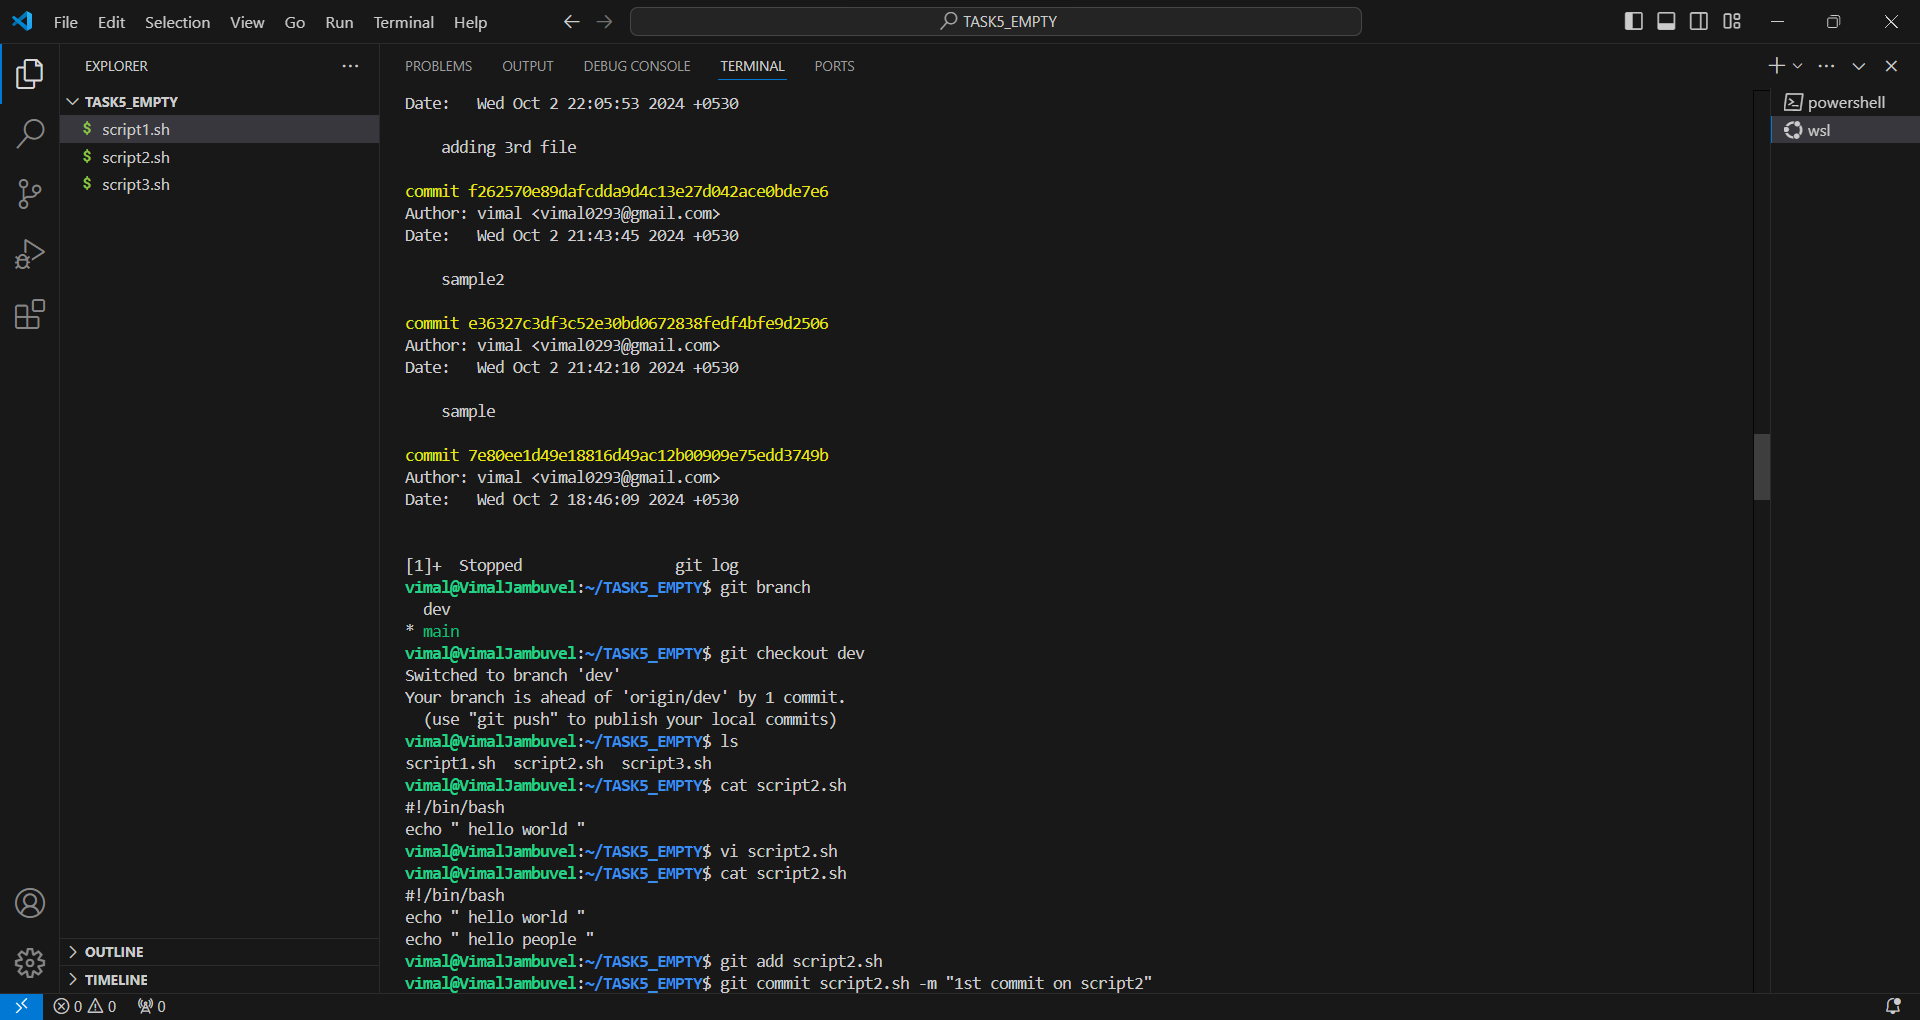 File Edit Selection View Go Run Terminal Help
TASK5_EMPTY
EXPLORER
TASK5_EMPTY
$ script1.sh
$ script2.sh
$ script3.sh
OUTLINE
TIMELINE
PROBLEMS OUTPUT DEBUG CONSOLE TERMINAL PORTS
Date:   Wed Oct 2 22:05:53 2024 +0530
    adding 3rd file
commit f262570e89dafcdda9d4c13e27d042ace0bde7e6
Author: vimal <vimal0293@gmail.com>
Date:   Wed Oct 2 21:43:45 2024 +0530
    sample2
commit e36327c3df3c52e30bd0672838fedf4bfe9d2506
Author: vimal <vimal0293@gmail.com>
Date:   Wed Oct 2 21:42:10 2024 +0530
    sample
commit 7e80ee1d49e18816d49ac12b00909e75edd3749b
Author: vimal <vimal0293@gmail.com>
Date:   Wed Oct 2 18:46:09 2024 +0530
[1]+  Stopped                 git log
vimal@VimalJambuvel:~/TASK5_EMPTY$ git branch
  dev
* main
vimal@VimalJambuvel:~/TASK5_EMPTY$ git checkout dev
Switched to branch 'dev'
Your branch is ahead of 'origin/dev' by 1 commit.
  (use "git push" to publish your local commits)
vimal@VimalJambuvel:~/TASK5_EMPTY$ ls
script1.sh  script2.sh  script3.sh
vimal@VimalJambuvel:~/TASK5_EMPTY$ cat script2.sh
#!/bin/bash
echo " hello world "
vimal@VimalJambuvel:~/TASK5_EMPTY$ vi script2.sh
vimal@VimalJambuvel:~/TASK5_EMPTY$ cat script2.sh
#!/bin/bash
echo " hello world "
echo " hello people "
vimal@VimalJambuvel:~/TASK5_EMPTY$ git add script2.sh
vimal@VimalJambuvel:~/TASK5_EMPTY$ git commit script2.sh -m "1st commit on script2"
powershell
wsl
0 0 0